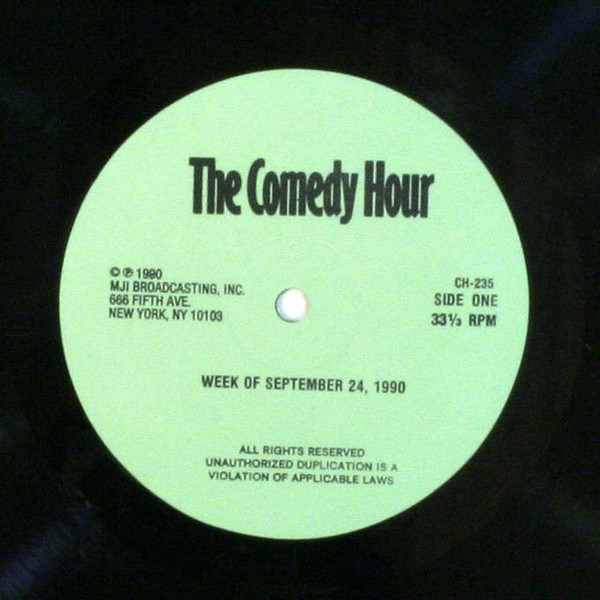 The Comedy Hour
©℗1990
MJI BROADCASTING, INC.
666 FIFTH AVE.
NEW YORK, NY 10103
CH-235
SIDE ONE
33⅓ RPM
WEEK OF SEPTEMBER 24, 1990
ALL RIGHTS RESERVED
UNAUTHORIZED DUPLICATION IS A
VIOLATION OF APPLICABLE LAWS